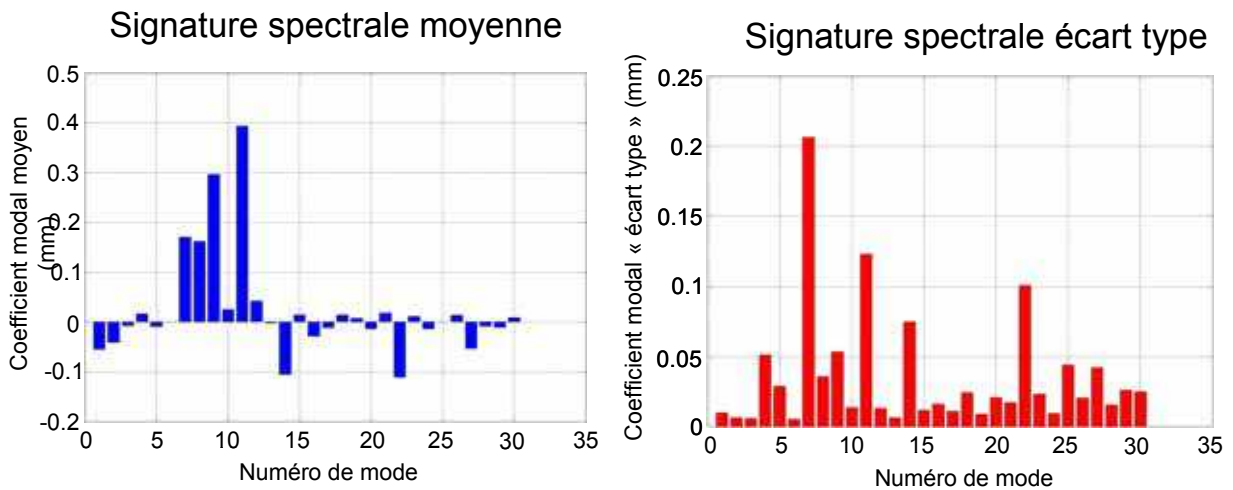 Signature spectrale moyenne
Coefficient modal moyen
(mm)
0.5
0.4
0.3
0.2
0.1
0
-0.1
-0.2
0 5 10 15 20 25 30 35
Numéro de mode
Signature spectrale écart type
Coefficient modal « écart type » (mm)
0.25
0.2
0.15
0.1
0.05
0
0 5 10 15 20 25 30 35
Numéro de mode